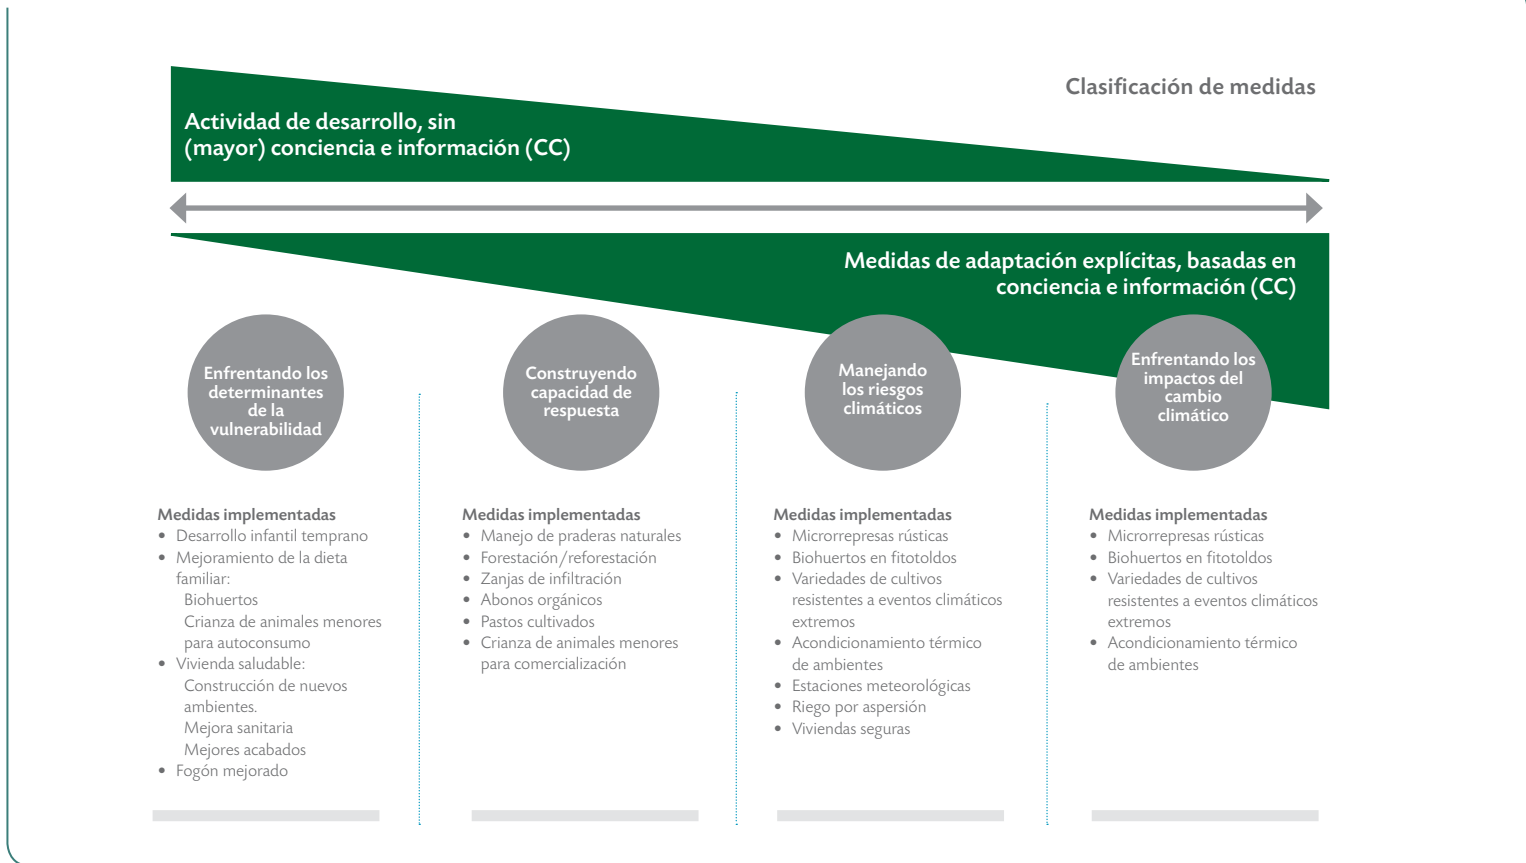 Clasificación de medidas
Actividad de desarrollo, sin
(mayor) conciencia e información (CC)
Medidas de adaptación explícitas, basadas en
conciencia e información (CC)
Enfrentando los
determinantes
de la
vulnerabilidad
Medidas implementadas
• Desarrollo infantil temprano
• Mejoramiento de la dieta
familiar:
Biohuertos
Crianza de animales menores
para autoconsumo
• Vivienda saludable:
Construcción de nuevos
ambientes.
Mejora sanitaria
Mejores acabados
• Fogón mejorado
Construyendo
capacidad de
respuesta
Medidas implementadas
• Manejo de praderas naturales
• Forestación/reforestación
• Zanjas de infiltración
• Abonos orgánicos
• Pastos cultivados
• Crianza de animales menores
para comercialización
Manejando
los riesgos
climáticos
Medidas implementadas
• Microrrepresas rústicas
• Biohuertos en fitotoldos
• Variedades de cultivos
resistentes a eventos climáticos
extremos
• Acondicionamiento térmico
de ambientes
• Estaciones meteorológicas
• Riego por aspersión
• Viviendas seguras
Enfrentando los
impactos del
cambio
climático
Medidas implementadas
• Microrrepresas rústicas
• Biohuertos en fitotoldos
• Variedades de cultivos
resistentes a eventos climáticos
extremos
• Acondicionamiento térmico
de ambientes